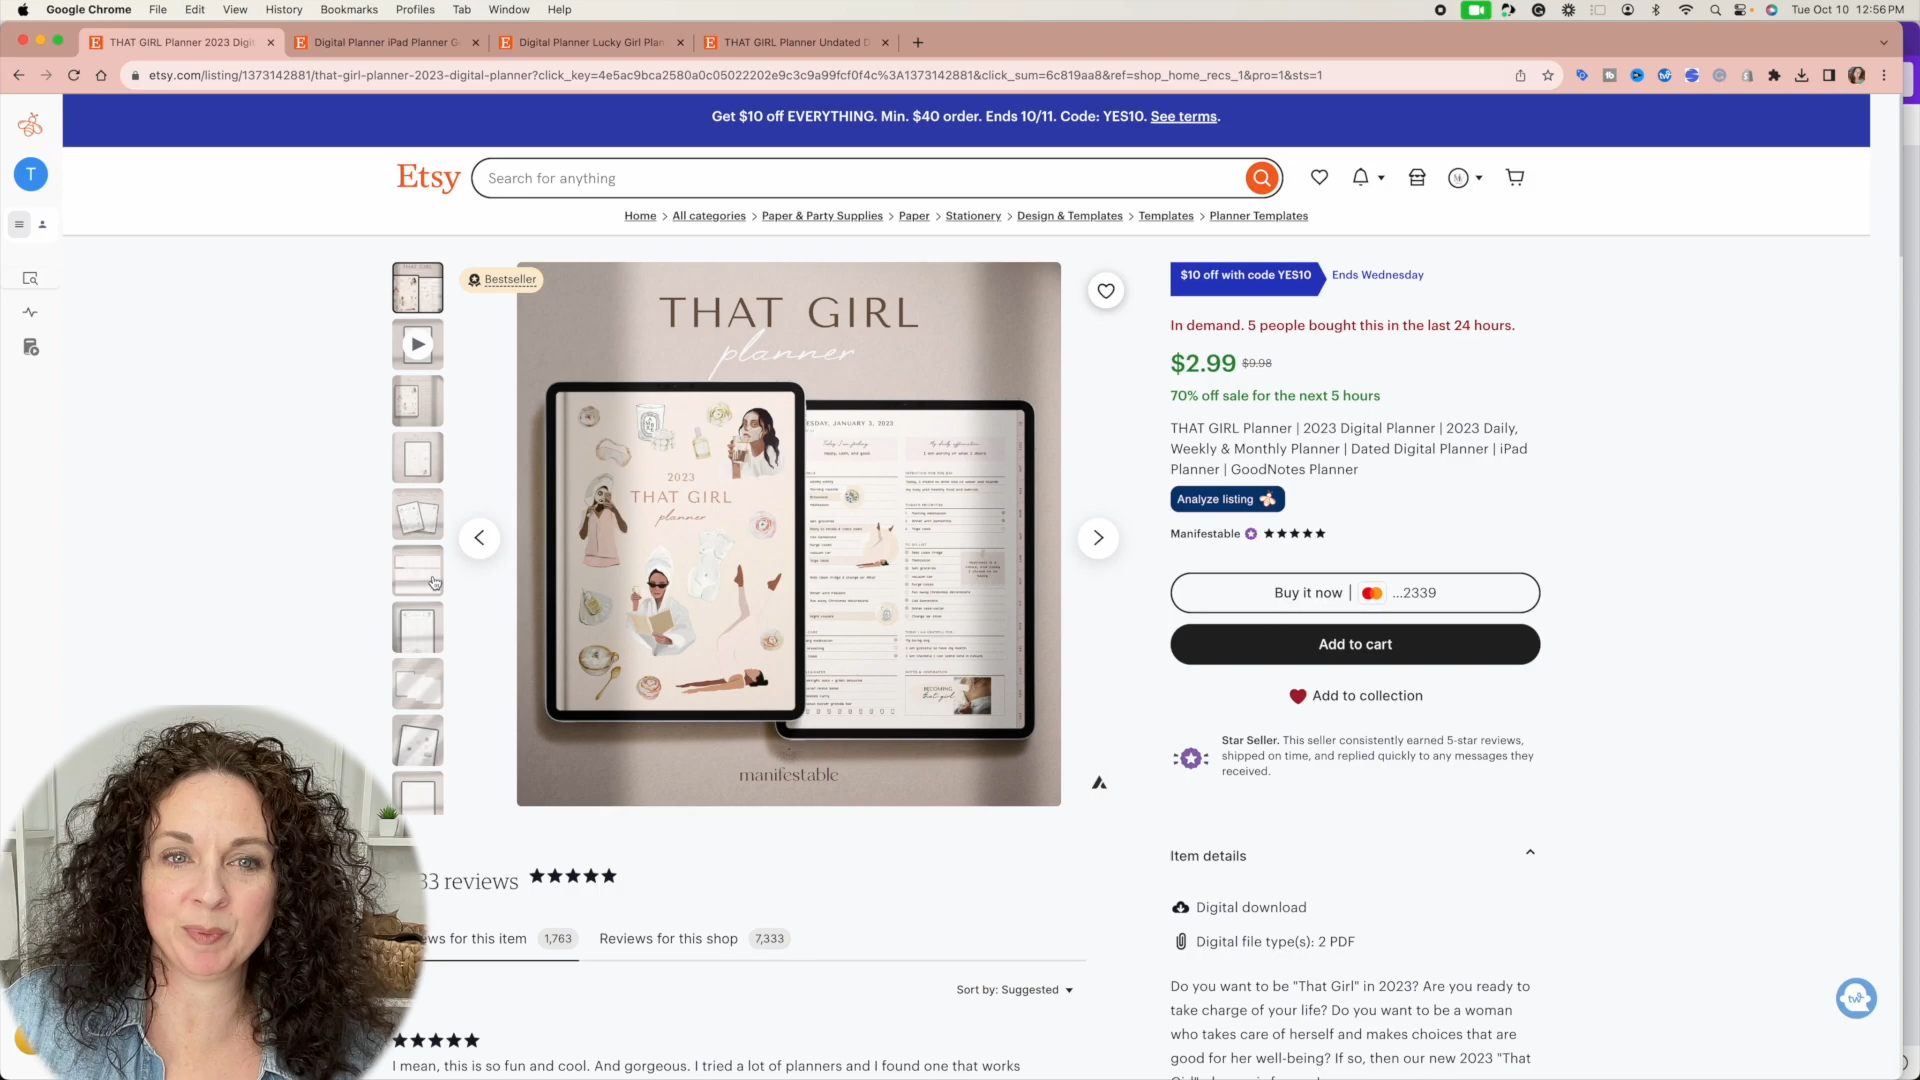 Google Chrome File Edit View History Bookmarks Profiles Tab Window Help Tue Oct 10 12:56 PM
THAT GIRL Planner 2023 Digit Digital Planner iPad Planner G Digital Planner Lucky Girl Plan THAT GIRL Planner Undated D
etsy.com/listing/1373142881/that-girl-planner-2023-digital-planner?click_key=4e5ac9bca2580a0c05022202e9c3c9a99fcf0f4c%3A1373142881&click_sum=6c819aa8&ref=shop_home_recs_1&pro=1&sts=1
Get $10 off EVERYTHING. Min. $40 order. Ends 10/11. Code: YES10. See terms.
T
Etsy Search for anything
Home > All categories > Paper & Party Supplies > Paper > Stationery > Design & Templates > Templates > Planner Templates
Bestseller
THAT GIRL
planner
2023
THAT GIRL
planner
ESDAY, JANUARY 3, 2023
BECOMING
that girl
manifestable
$10 off with code YES10 Ends Wednesday
In demand. 5 people bought this in the last 24 hours.
$2.99 $9.98
70% off sale for the next 5 hours
THAT GIRL Planner | 2023 Digital Planner | 2023 Daily,
Weekly & Monthly Planner | Dated Digital Planner | iPad
Planner | GoodNotes Planner
Analyze listing
Manifestable
Buy it now | ...2339
Add to cart
Add to collection
Star Seller. This seller consistently earned 5-star reviews,
shipped on time, and replied quickly to any messages they
received.
Item details
Digital download
Digital file type(s): 2 PDF
Do you want to be "That Girl" in 2023? Are you ready to
take charge of your life? Do you want to be a woman
who takes care of herself and makes choices that are
good for her well-being? If so, then our new 2023 "That
33 reviews
ews for this item 1,763 Reviews for this shop 7,333
Sort by: Suggested
I mean, this is so fun and cool. And gorgeous. I tried a lot of planners and I found one that works